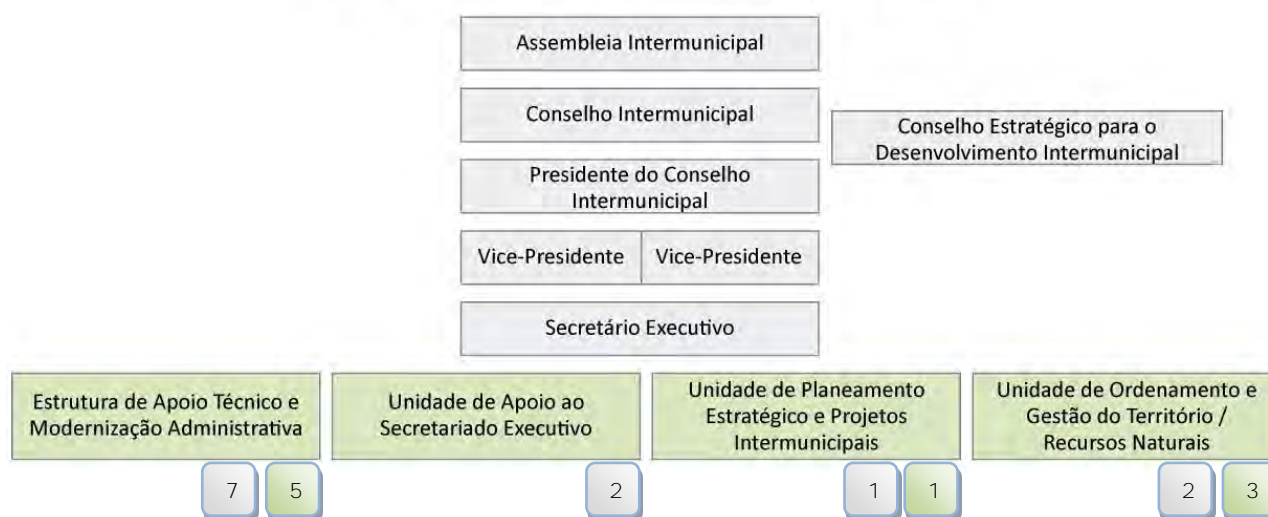 Assembleia Intermunicipal
Conselho Intermunicipal
Conselho Estratégico para o
Desenvolvimento Intermunicipal
Presidente do Conselho
Intermunicipal
Vice-Presidente
Vice-Presidente
Secretário Executivo
Estrutura de Apoio Técnico e
Modernização Administrativa
Unidade de Apoio ao
Secretariado Executivo
Unidade de Planeamento
Estratégico e Projetos
Intermunicipais
Unidade de Ordenamento e
Gestão do Território /
Recursos Naturais
7
5
2
1
1
2
3